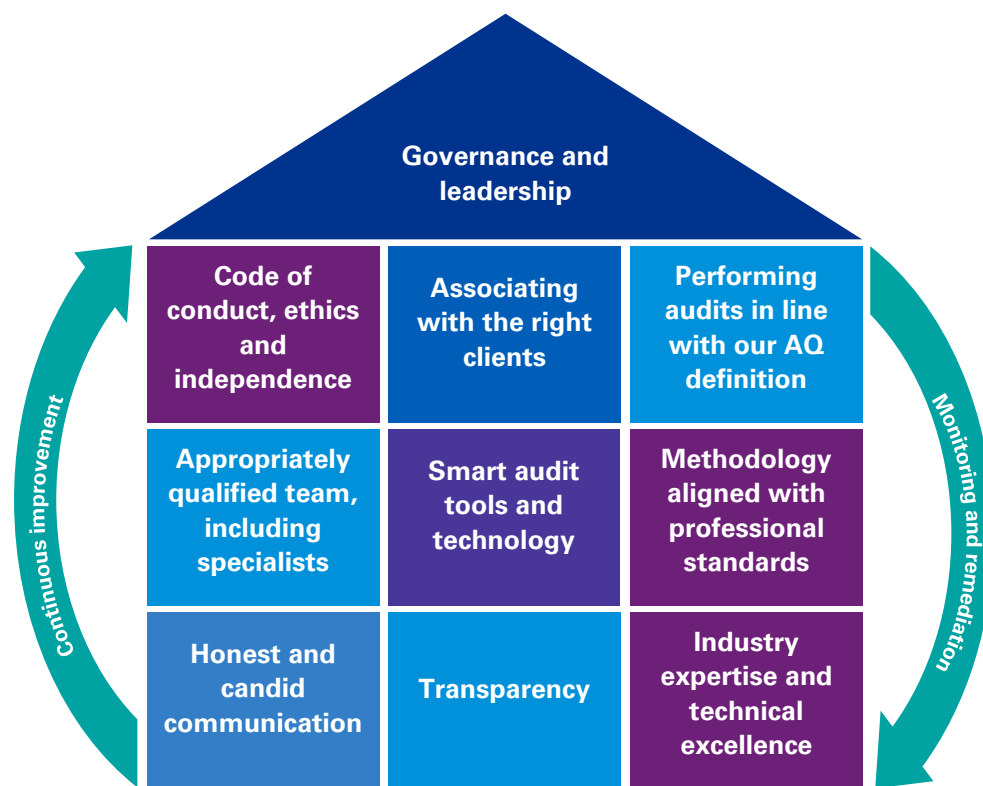 Governance and
leadership
Code of
conduct, ethics
and
independence
Associating
with the right
clients
Performing
audits in line
with our AQ
definition
Appropriately
qualified team,
including
specialists
Smart audit
tools and
technology
Methodology
aligned with
professional
standards
Honest and
candid
communication
Transparency
Industry
expertise and
technical
excellence
Continuous improvement
Monitoring and remediation